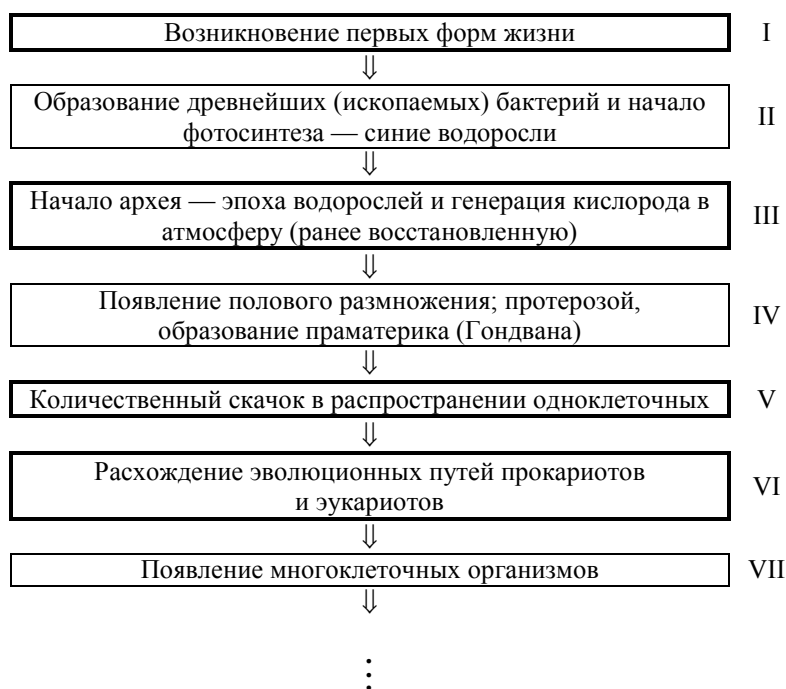 Возникновение первых форм жизни I
⇓
Образование древнейших (ископаемых) бактерий и начало
фотосинтеза — синие водоросли II
⇓
Начало архея — эпоха водорослей и генерация кислорода в
атмосферу (ранее восстановленную) III
⇓
Появление полового размножения; протерозой,
образование праматерика (Гондвана) IV
⇓
Количественный скачок в распространении одноклеточных V
⇓
Расхождение эволюционных путей прокариотов
и эукариотов VI
⇓
Появление многоклеточных организмов VII
⇓
⋮